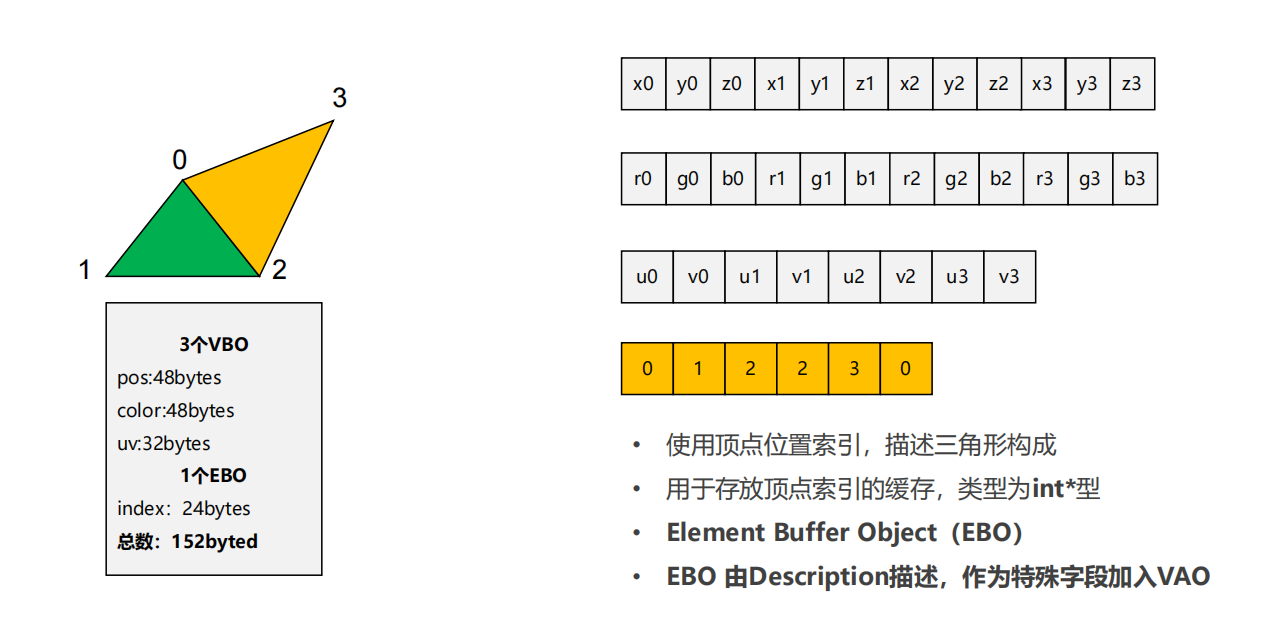 3
0
1
2
3个VBO
pos:48bytes
color:48bytes
uv:32bytes
1个EBO
index：24bytes
总数：152byted
x0 y0 z0 x1 y1 z1 x2 y2 z2 x3 y3 z3
r0 g0 b0 r1 g1 b1 r2 g2 b2 r3 g3 b3
u0 v0 u1 v1 u2 v2 u3 v3
0 1 2 2 3 0
• 使用顶点位置索引，描述三角形构成
• 用于存放顶点索引的缓存，类型为int*型
• Element Buffer Object（EBO）
• EBO 由Description描述，作为特殊字段加入VAO